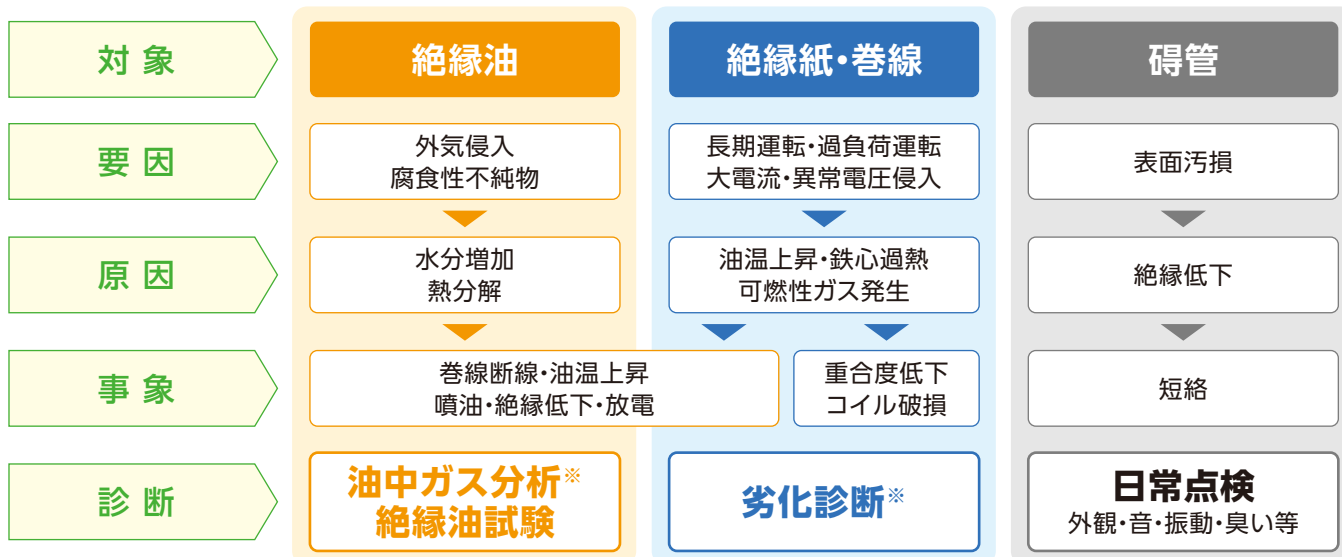 対象
絶縁油
絶縁紙・巻線
碍管
要因
外気侵入
腐食性不純物
長期運転・過負荷運転
大電流・異常電圧侵入
表面汚損
原因
水分増加
熱分解
油温上昇・鉄心過熱
可燃性ガス発生
絶縁低下
事象
巻線断線・油温上昇
噴油・絶縁低下・放電
重合度低下
コイル破損
短絡
診断
油中ガス分析※
絶縁油試験
劣化診断※
日常点検
外観・音・振動・臭い等